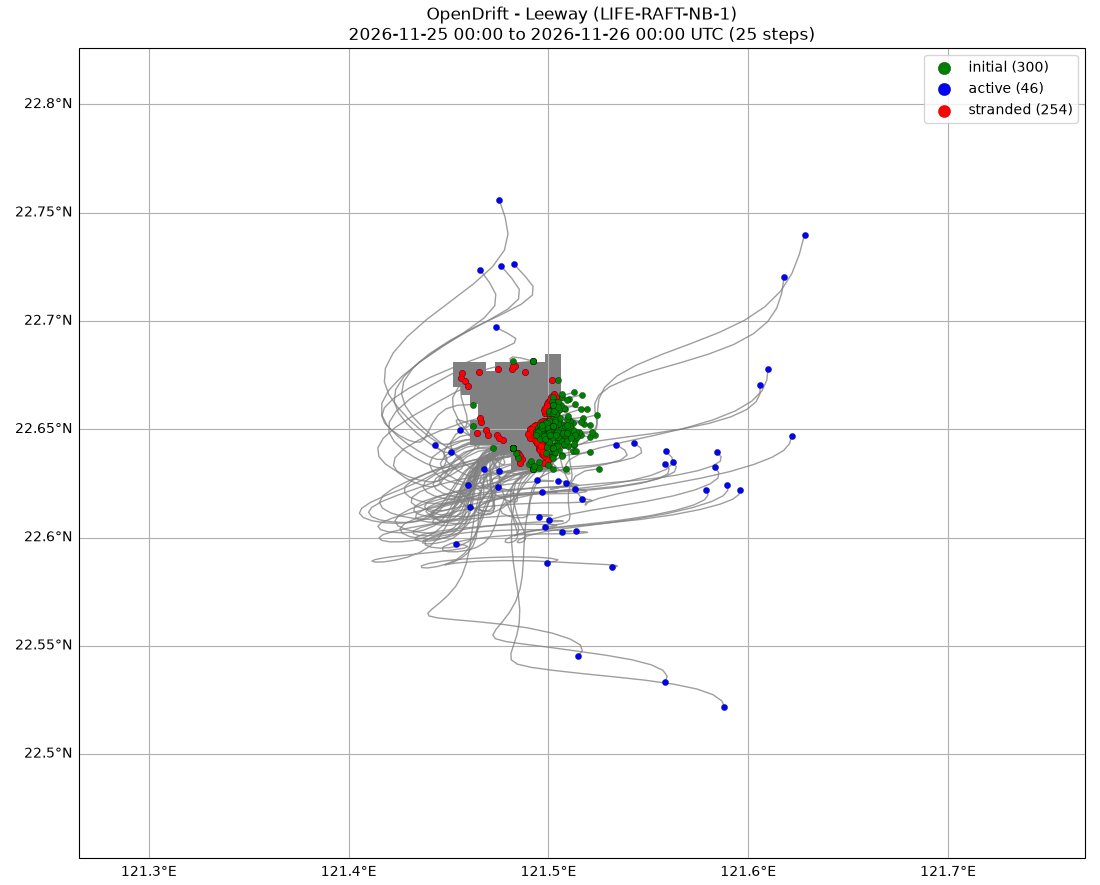 OpenDrift - Leeway (LIFE-RAFT-NB-1)
2026-11-25 00:00 to 2026-11-26 00:00 UTC (25 steps)
initial (300)
active (46)
stranded (254)
22.8°N
22.75°N
22.7°N
22.65°N
22.6°N
22.55°N
22.5°N
121.3°E
121.4°E
121.5°E
121.6°E
121.7°E